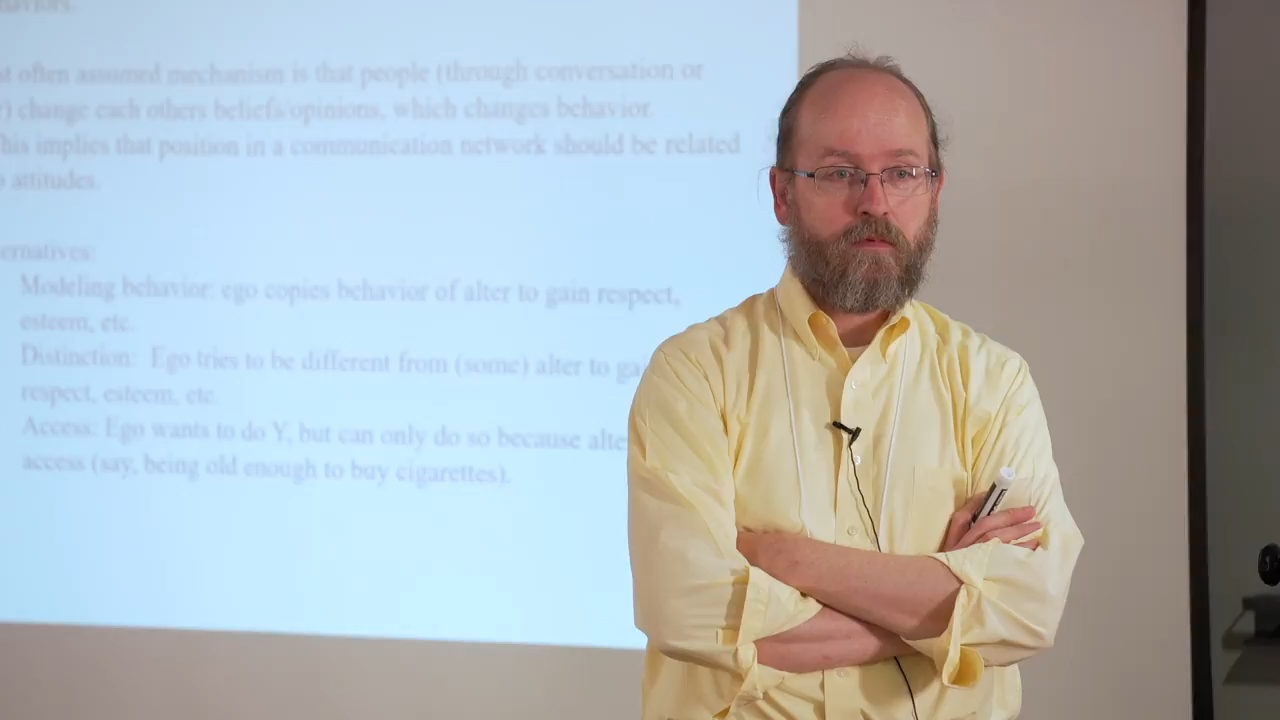 haviors.
t often assumed mechanism is that people (through conversation or
) change each others beliefs/opinions, which changes behavior.
his implies that position in a communication network should be related
attitudes.
ernatives:
Modeling behavior: ego copies behavior of alter to gain respect,
esteem, etc.
Distinction: Ego tries to be different from (some) alter to gai
respect, esteem, etc.
Access: Ego wants to do Y, but can only do so because alte
access (say, being old enough to buy cigarettes).